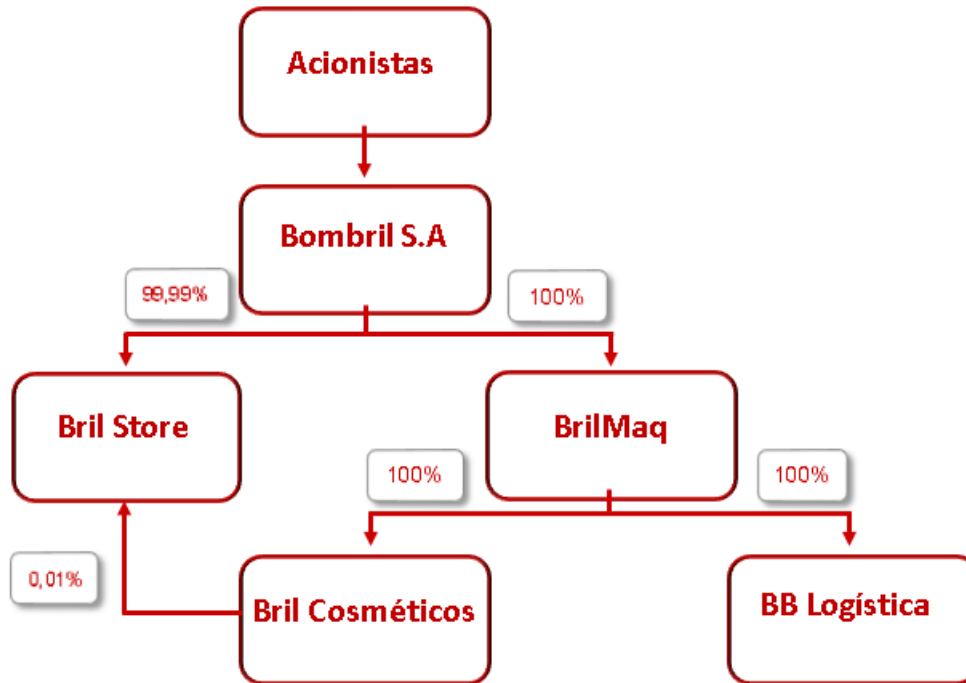 Acionistas
Bombril S.A
99,99%
100%
Bril Store
BrilMaq
100%
100%
0,01%
Bril Cosméticos
BB Logística